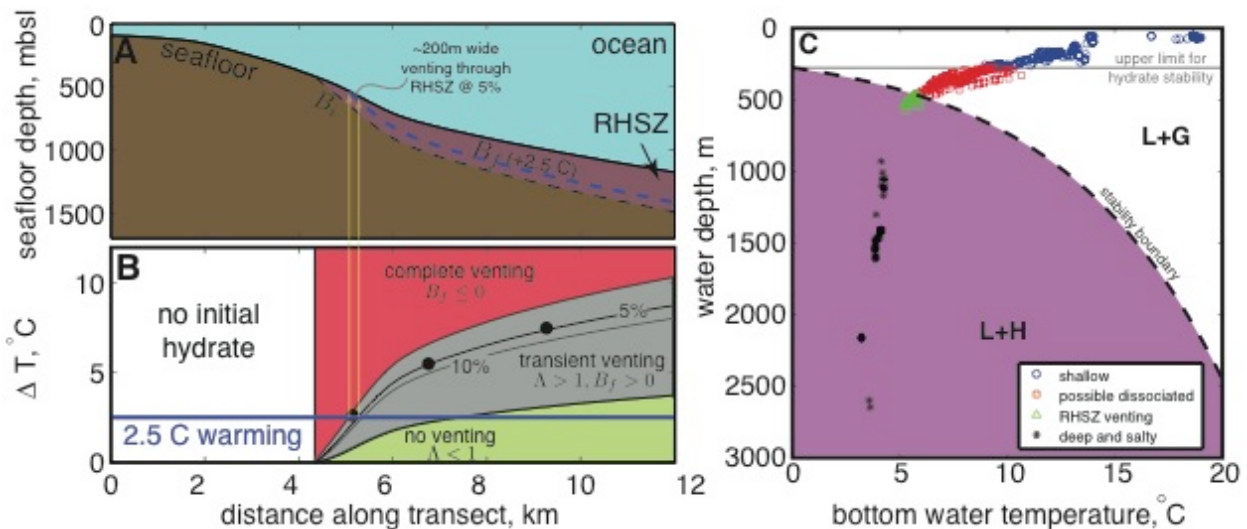 A
seafloor depth, mbsl
0
500
1000
1500
seafloor
~200m wide
venting through
RHSZ @ 5%
ocean
RHSZ
(+2.5 C)
B
Δ T, °C
10
5
0
no initial
hydrate
complete venting
B_f ≤ 0
5%
10%
transient venting
Λ > 1, B_f > 0
2.5 C warming
no venting
Λ < 1
0 2 4 6 8 10 12
distance along transect, km
C
water depth, m
0
500
1000
1500
2000
2500
3000
upper limit for
hydrate stability
L+G
stability boundary
L+H
shallow
possible dissociated
RHSZ venting
deep and salty
0 5 10 15 20
bottom water temperature, °C